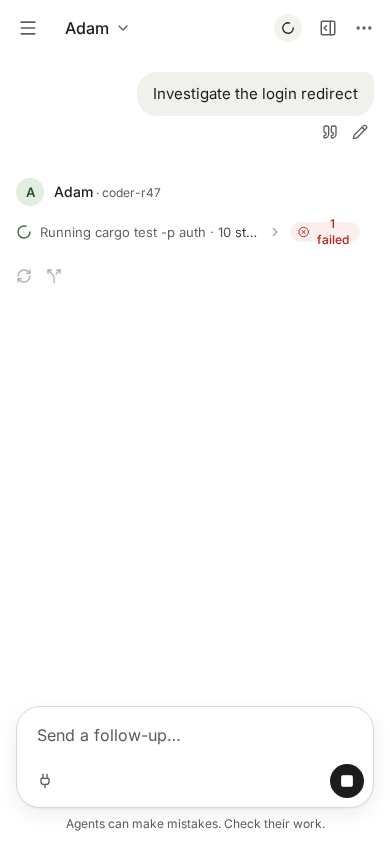 Adam
Investigate the login redirect
A
Adam · coder-r47
Running cargo test -p auth · 10 st...
1
failed
Send a follow-up...
Agents can make mistakes. Check their work.